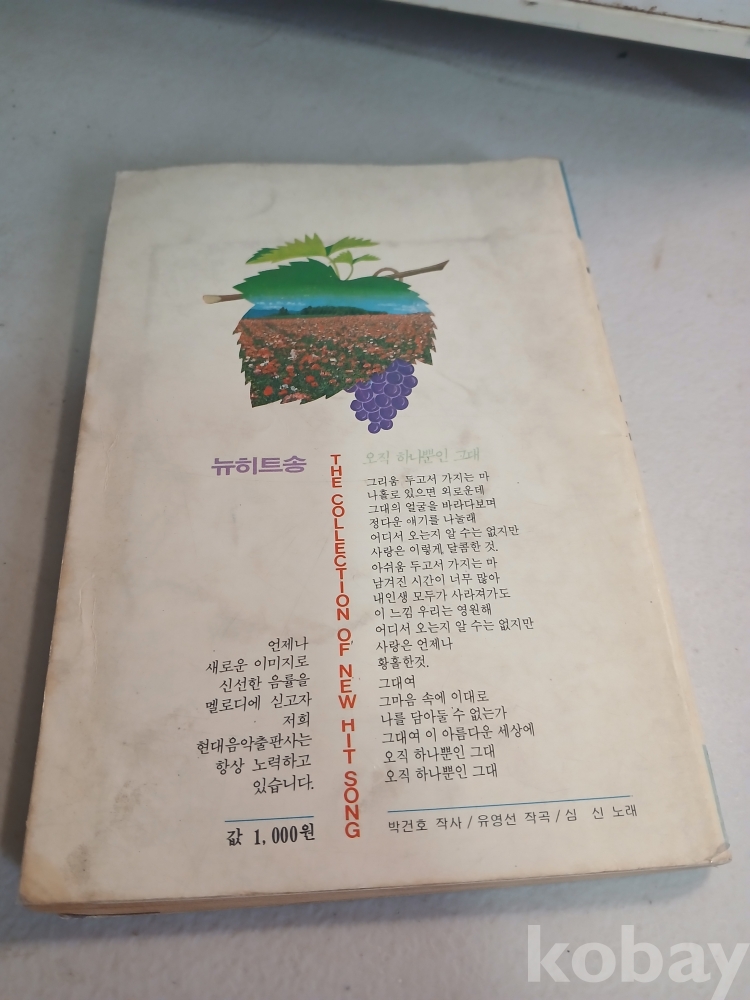 뉴히트송
THE COLLECTION OF NEW HIT SONG
오직 하나뿐인 그대
그리움 두고서 가지는 마
나홀로 있으면 외로운데
그대의 얼굴을 바라다보며
정다운 얘기를 나눌래
어디서 오는지 알 수는 없지만
사랑은 이렇게 달콤한 것.
아쉬움 두고서 가지는 마
남겨진 시간이 너무 많아
내인생 모두가 사라져가도
이 느낌 우리는 영원해
어디서 오는지 알 수는 없지만
사랑은 언제나
황홀한것.
그대여
그마음 속에 이대로
나를 담아둘 수 없는가
그대여 이 아름다운 세상에
오직 하나뿐인 그대
오직 하나뿐인 그대
박건호 작사/유영선 작곡/심 신 노래
언제나
새로운 이미지로
신선한 음률을
멜로디에 싣고자
저희
현대음악출판사는
항상 노력하고
있습니다.
값 1,000원
kobay